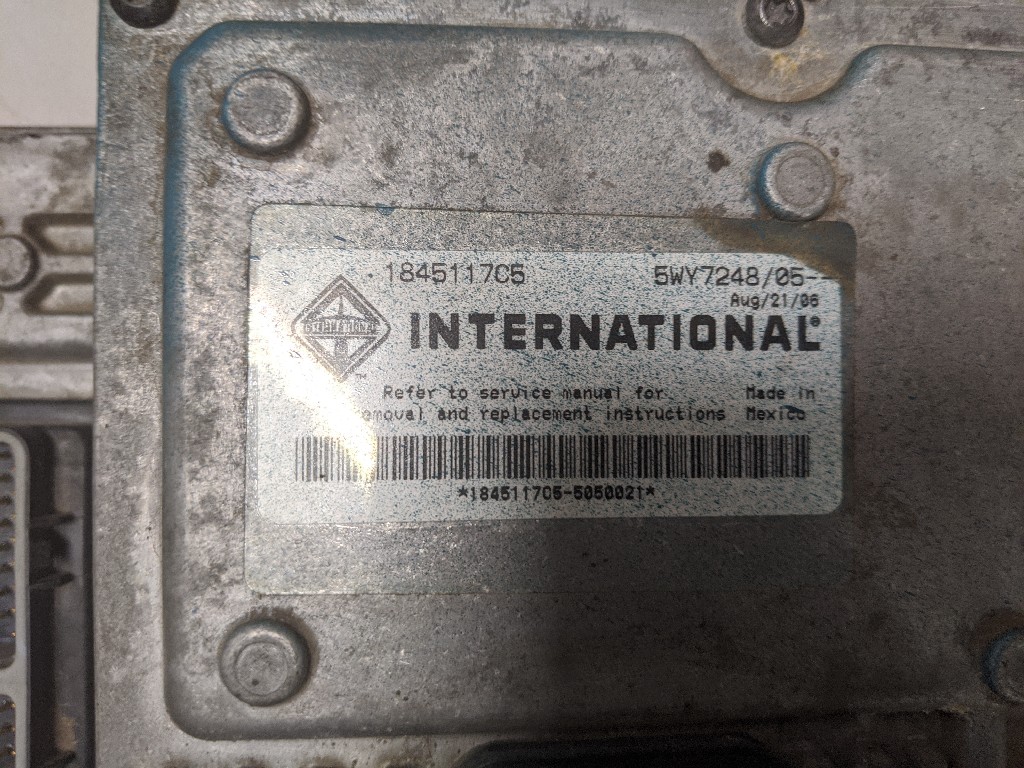 1845117C5 5WY7248/05--
Aug/21/06
INTERNATIONAL®
Refer to service manual for Made in
removal and replacement instructions Mexico
*1845117C5-5050021*